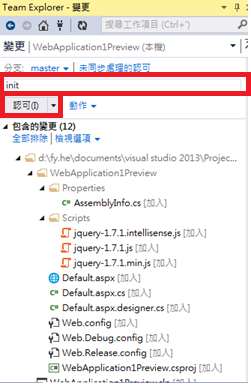 Team Explorer - 變更
搜尋工作項目 (Ctrl+')
變更 | WebApplication1Preview (本機)
分支: master | 未同步處理的認可
init
認可(I) 動作
包含的變更 (12)
全部排除 | 檢視選項
d:\fy.he\documents\visual studio 2013\Projec...
WebApplication1Preview
Properties
AssemblyInfo.cs [加入]
Scripts
jquery-1.7.1.intellisense.js [加入]
jquery-1.7.1.js [加入]
jquery-1.7.1.min.js [加入]
Default.aspx [加入]
Default.aspx.cs [加入]
Default.aspx.designer.cs [加入]
Web.config [加入]
Web.Debug.config [加入]
Web.Release.config [加入]
WebApplication1Preview.csproj [加入]